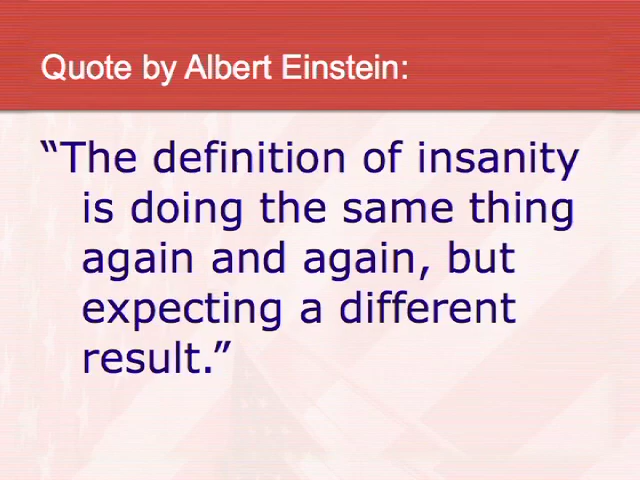 Quote by Albert Einstein:
“The definition of insanity
is doing the same thing
again and again, but
expecting a different
result.”